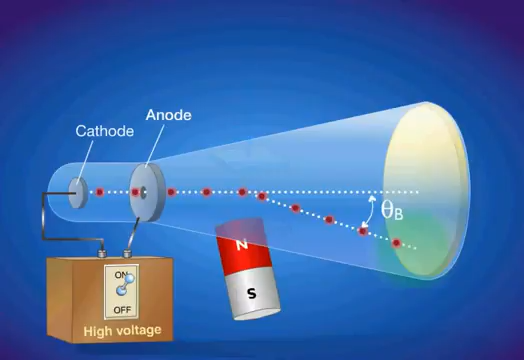 Anode
Cathode
θB
N
S
ON
OFF
High voltage